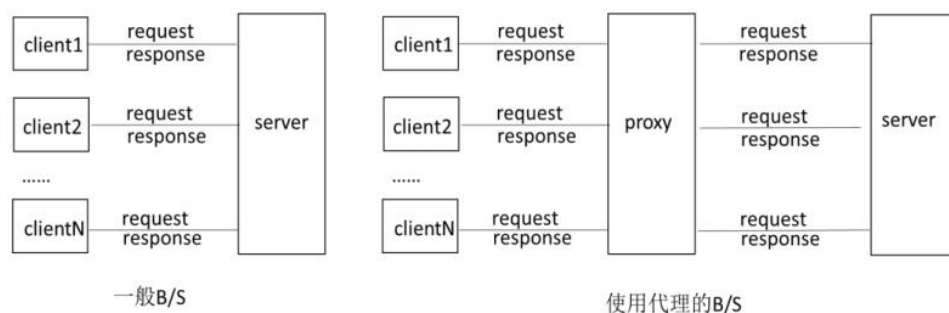 client1
request
response
client2
request
response
server
……
clientN
request
response
一般B/S
client1
request
response
request
response
client2
request
response
proxy
request
response
server
……
clientN
request
response
request
response
使用代理的B/S